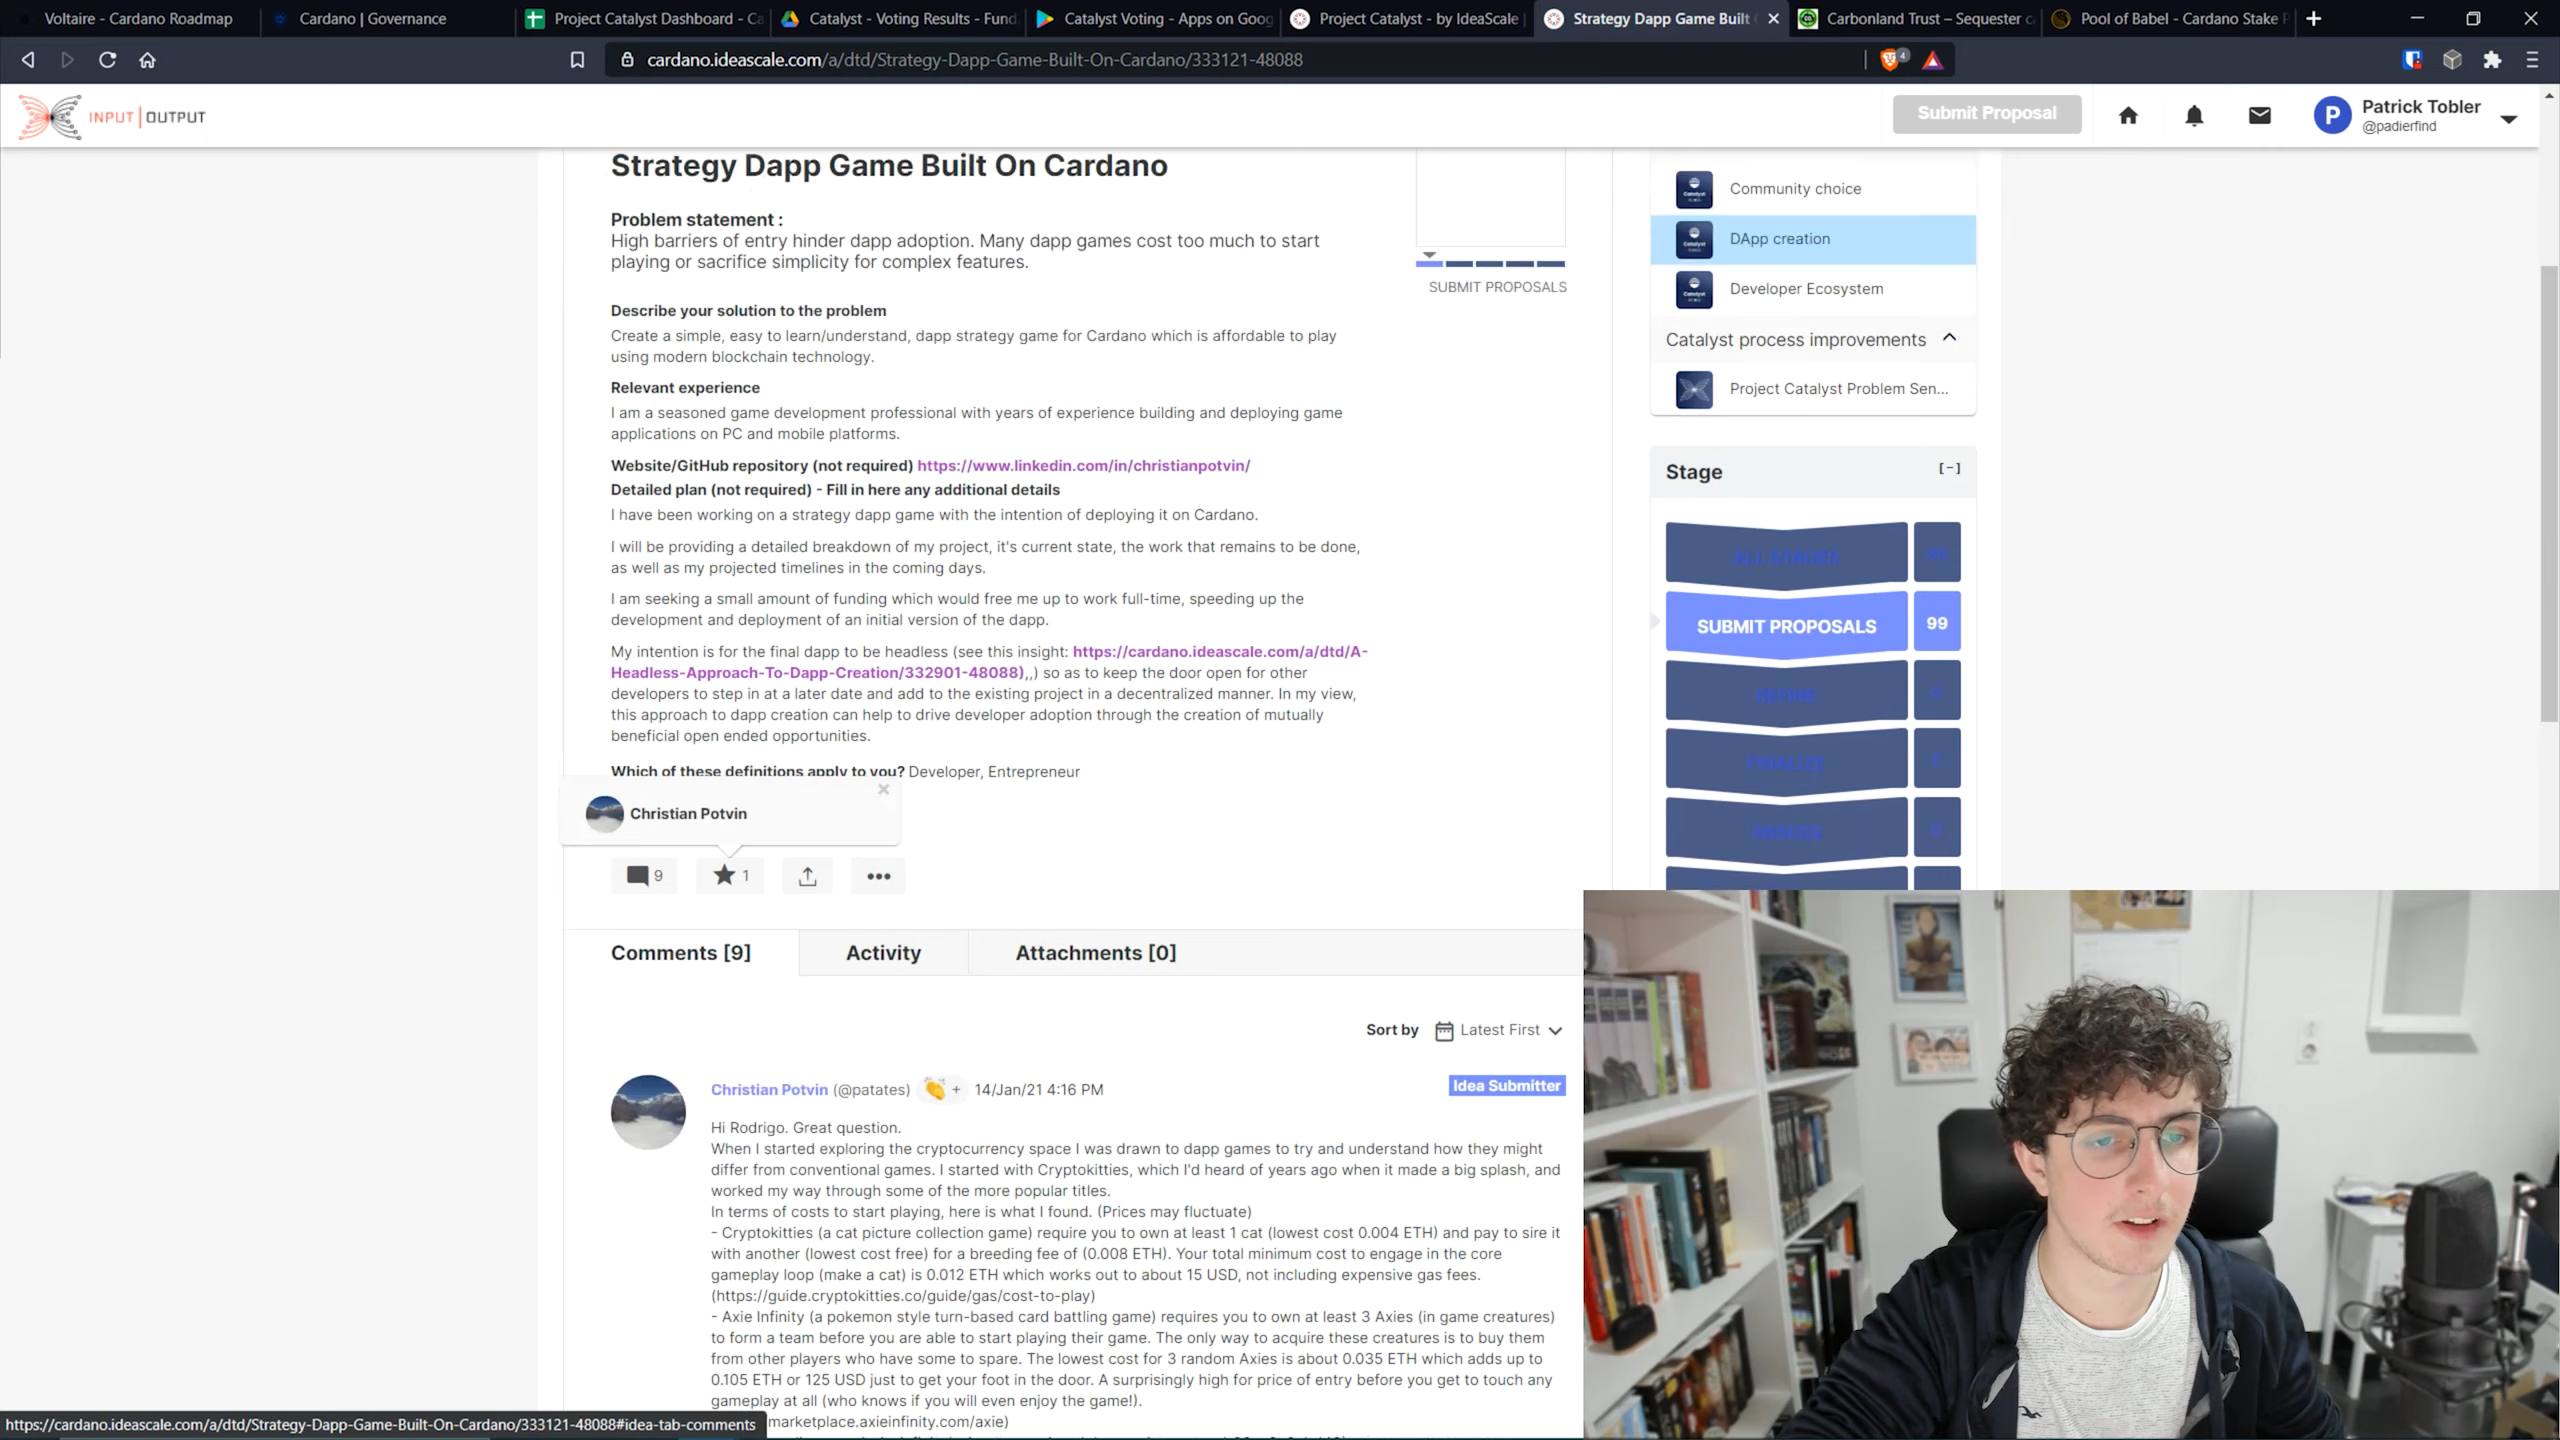 Voltaire - Cardano Roadmap
Cardano | Governance
Project Catalyst Dashboard - Ca
Catalyst - Voting Results - Fund
Catalyst Voting - Apps on Goog
Project Catalyst - by IdeaScale
Strategy Dapp Game Built
Carbonland Trust – Sequester c
Pool of Babel - Cardano Stake P
cardano.ideascale.com/a/dtd/Strategy-Dapp-Game-Built-On-Cardano/333121-48088
4
INPUT | OUTPUT
Submit Proposal
P
Patrick Tobler
@padierfind
Strategy Dapp Game Built On Cardano
Problem statement :
High barriers of entry hinder dapp adoption. Many dapp games cost too much to start
playing or sacrifice simplicity for complex features.
SUBMIT PROPOSALS
Describe your solution to the problem
Create a simple, easy to learn/understand, dapp strategy game for Cardano which is affordable to play
using modern blockchain technology.
Relevant experience
I am a seasoned game development professional with years of experience building and deploying game
applications on PC and mobile platforms.
Website/GitHub repository (not required) https://www.linkedin.com/in/christianpotvin/
Detailed plan (not required) - Fill in here any additional details
I have been working on a strategy dapp game with the intention of deploying it on Cardano.
I will be providing a detailed breakdown of my project, it's current state, the work that remains to be done,
as well as my projected timelines in the coming days.
I am seeking a small amount of funding which would free me up to work full-time, speeding up the
development and deployment of an initial version of the dapp.
My intention is for the final dapp to be headless (see this insight: https://cardano.ideascale.com/a/dtd/A-
Headless-Approach-To-Dapp-Creation/332901-48088),,) so as to keep the door open for other
developers to step in at a later date and add to the existing project in a decentralized manner. In my view,
this approach to dapp creation can help to drive developer adoption through the creation of mutually
beneficial open ended opportunities.
Which of these definitions apply to you? Developer, Entrepreneur
Christian Potvin
9
1
Community choice
DApp creation
Developer Ecosystem
Catalyst process improvements
Project Catalyst Problem Sen...
Stage
[-]
ALL STAGES
SUBMIT PROPOSALS
99
REFINE
0
FINALIZE
0
ASSESS
0
Comments [9]
Activity
Attachments [0]
Sort by
Latest First
Christian Potvin (@patates)
+
14/Jan/21 4:16 PM
Idea Submitter
Hi Rodrigo. Great question.
When I started exploring the cryptocurrency space I was drawn to dapp games to try and understand how they might
differ from conventional games. I started with Cryptokitties, which I'd heard of years ago when it made a big splash, and
worked my way through some of the more popular titles.
In terms of costs to start playing, here is what I found. (Prices may fluctuate)
- Cryptokitties (a cat picture collection game) require you to own at least 1 cat (lowest cost 0.004 ETH) and pay to sire it
with another (lowest cost free) for a breeding fee of (0.008 ETH). Your total minimum cost to engage in the core
gameplay loop (make a cat) is 0.012 ETH which works out to about 15 USD, not including expensive gas fees.
(https://guide.cryptokitties.co/guide/gas/cost-to-play)
- Axie Infinity (a pokemon style turn-based card battling game) requires you to own at least 3 Axies (in game creatures)
to form a team before you are able to start playing their game. The only way to acquire these creatures is to buy them
from other players who have some to spare. The lowest cost for 3 random Axies is about 0.035 ETH which adds up to
0.105 ETH or 125 USD just to get your foot in the door. A surprisingly high for price of entry before you get to touch any
gameplay at all (who knows if you will even enjoy the game!).
marketplace.axieinfinity.com/axie)
https://cardano.ideascale.com/a/dtd/Strategy-Dapp-Game-Built-On-Cardano/333121-48088#idea-tab-comments